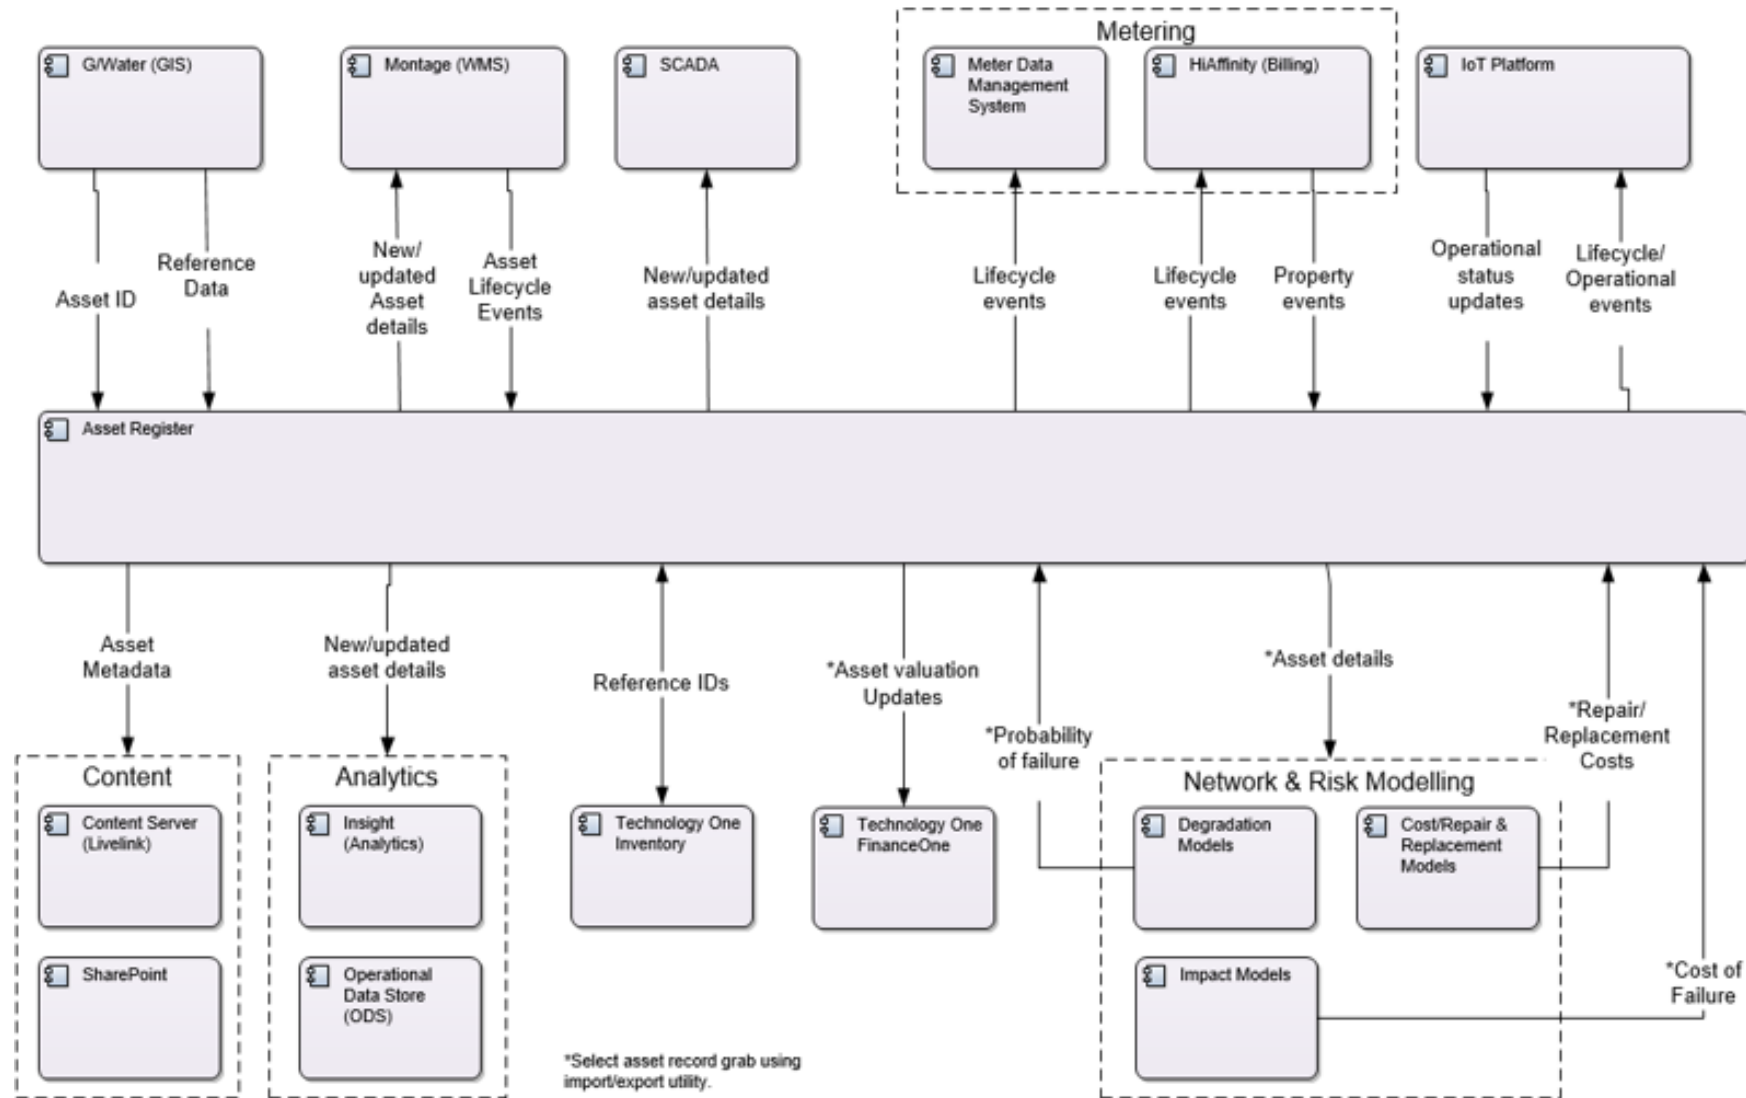 Metering
G/Water (GIS)
Montage (WMS)
SCADA
Meter Data
Management
System
HiAffinity (Billing)
IoT Platform
Asset ID
Reference
Data
New/
updated
Asset
details
Asset
Lifecycle
Events
New/updated
asset details
Lifecycle
events
Lifecycle
events
Property
events
Operational
status
updates
Lifecycle/
Operational
events
Asset Register
Asset
Metadata
New/updated
asset details
Reference IDs
*Asset valuation
Updates
*Probability
of failure
*Asset details
*Repair/
Replacement
Costs
Content
Content Server
(Livelink)
SharePoint
Analytics
Insight
(Analytics)
Operational
Data Store
(ODS)
Technology One
Inventory
Technology One
FinanceOne
Network & Risk Modelling
Degradation
Models
Cost/Repair &
Replacement
Models
Impact Models
*Cost of
Failure
*Select asset record grab using
import/export utility.